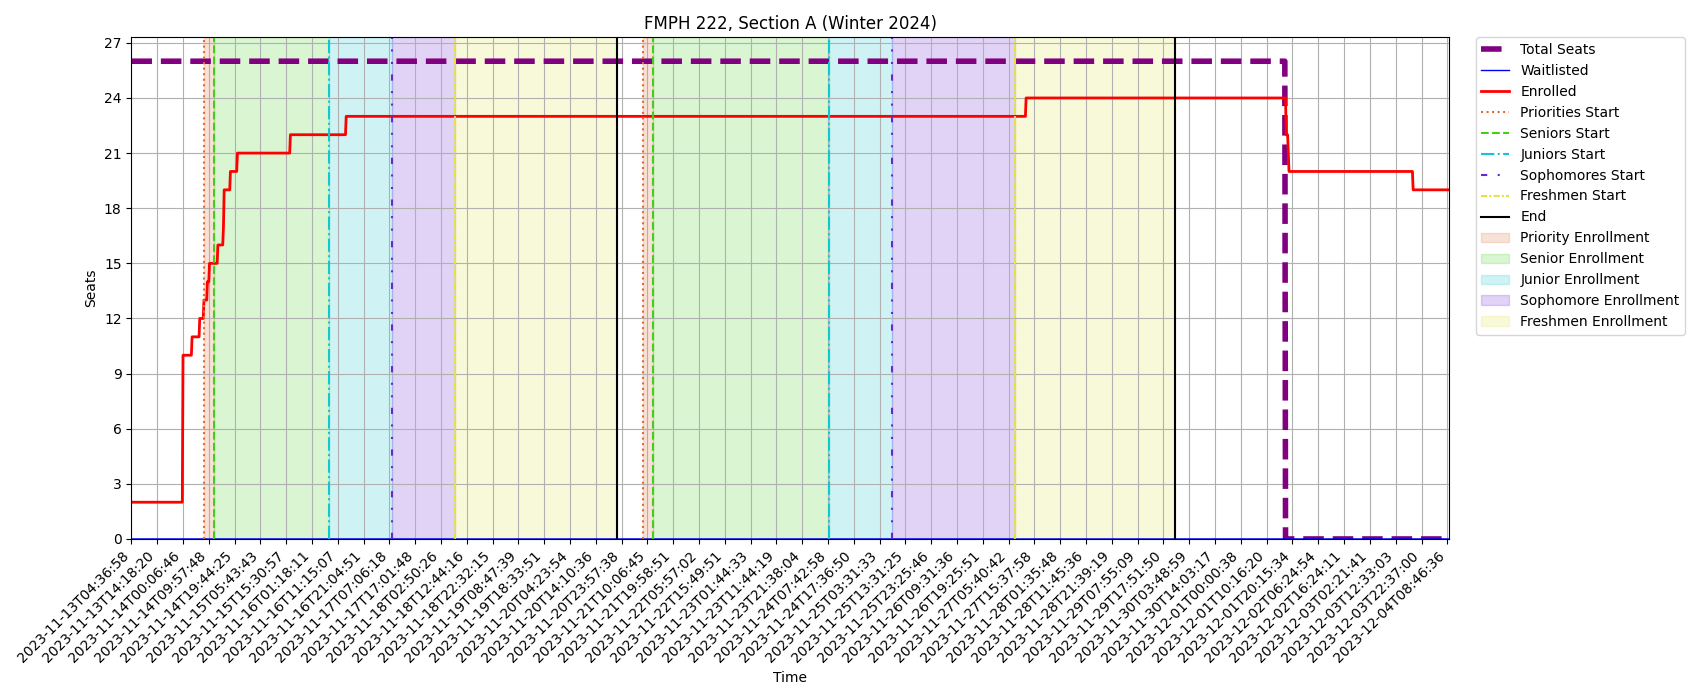 FMPH 222, Section A (Winter 2024)
27
24
21
18
15
12
9
6
3
0
Seats
2023-11-13T04:36:58
2023-11-13T14:18:20
2023-11-14T00:06:46
2023-11-14T09:57:48
2023-11-14T19:44:25
2023-11-15T05:43:43
2023-11-15T15:30:57
2023-11-16T01:18:11
2023-11-16T11:15:07
2023-11-16T21:04:51
2023-11-17T07:06:18
2023-11-17T17:01:48
2023-11-18T02:50:26
2023-11-18T12:44:16
2023-11-18T22:32:15
2023-11-19T08:47:39
2023-11-19T18:33:51
2023-11-20T04:23:54
2023-11-20T14:10:36
2023-11-20T23:57:38
2023-11-21T10:06:45
2023-11-21T19:58:51
2023-11-22T05:57:02
2023-11-22T15:49:51
2023-11-23T01:44:33
2023-11-23T11:44:19
2023-11-23T21:38:04
2023-11-24T07:42:58
2023-11-24T17:36:50
2023-11-25T03:31:33
2023-11-25T13:31:25
2023-11-25T23:25:46
2023-11-26T09:31:36
2023-11-26T19:25:51
2023-11-27T05:40:42
2023-11-27T15:37:58
2023-11-28T01:35:48
2023-11-28T11:45:36
2023-11-28T21:39:19
2023-11-29T07:55:09
2023-11-29T17:51:50
2023-11-30T03:48:59
2023-11-30T14:03:17
2023-12-01T00:00:38
2023-12-01T10:16:20
2023-12-01T20:15:34
2023-12-02T06:24:54
2023-12-02T16:24:11
2023-12-03T02:21:41
2023-12-03T12:33:03
2023-12-03T22:37:00
2023-12-04T08:46:36
Time
Total Seats
Waitlisted
Enrolled
Priorities Start
Seniors Start
Juniors Start
Sophomores Start
Freshmen Start
End
Priority Enrollment
Senior Enrollment
Junior Enrollment
Sophomore Enrollment
Freshmen Enrollment